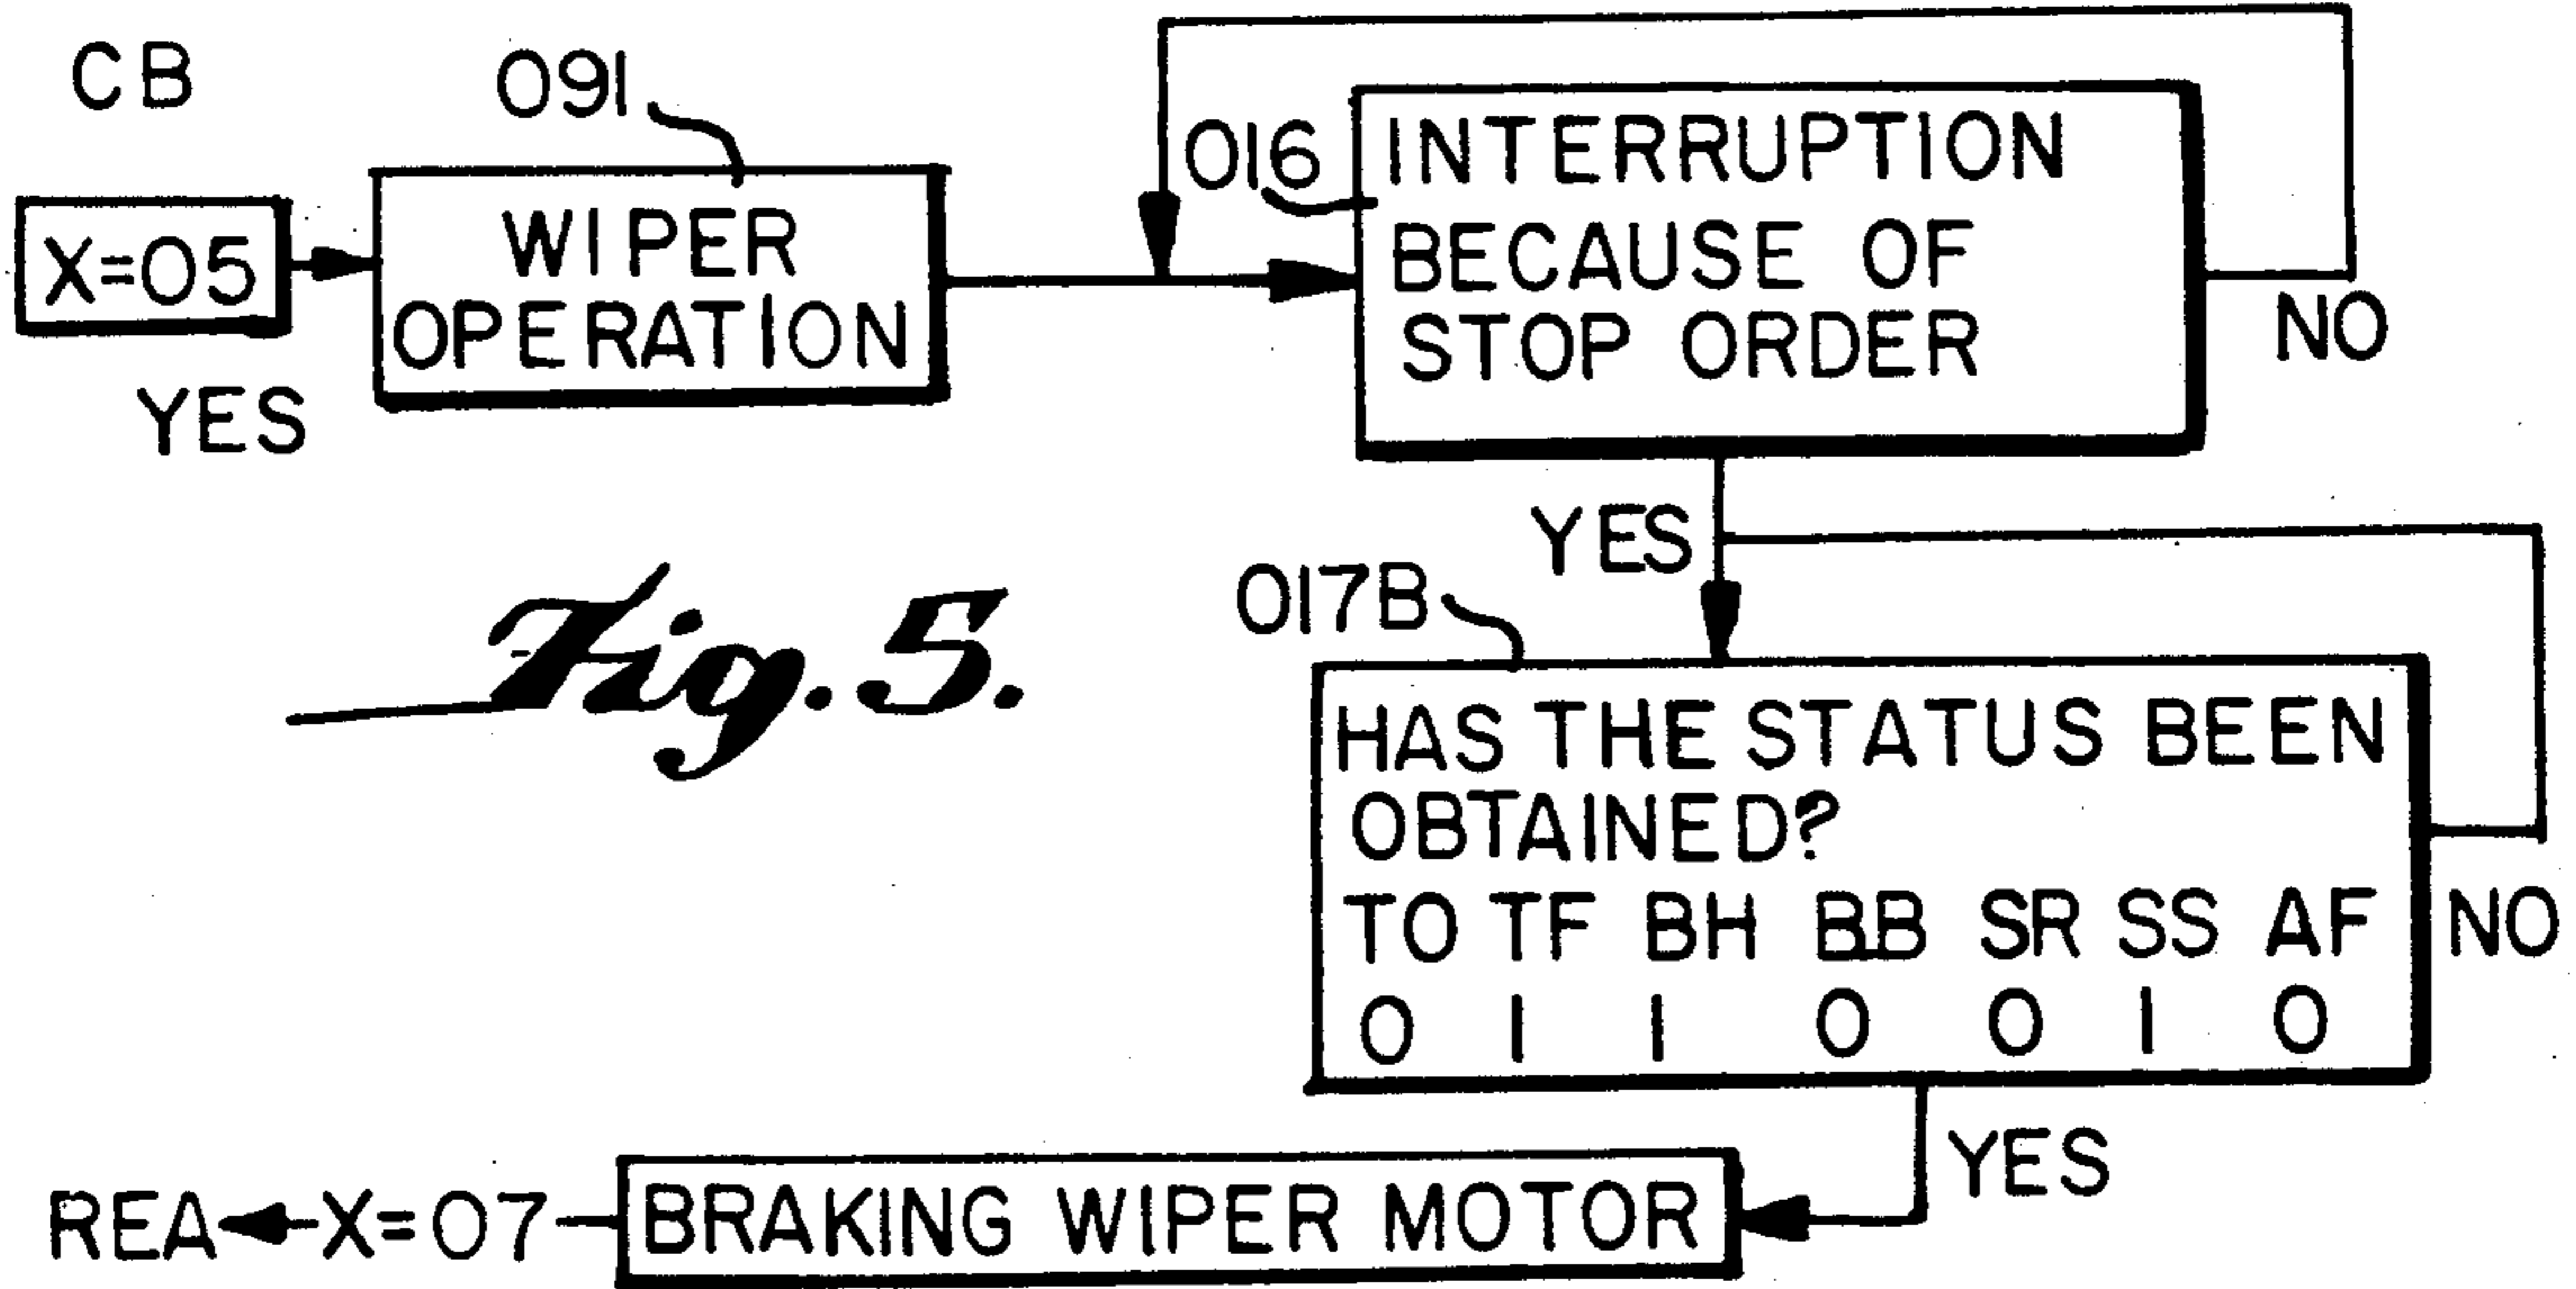 CB
091
X=05
YES
WIPER
OPERATION
016
INTERRUPTION
BECAUSE OF
STOP ORDER
NO
YES
017B
Fig. 5.
HAS THE STATUS BEEN
OBTAINED?
TO TF BH BB SR SS AF
0 1 1 0 0 1 0
NO
YES
BRAKING WIPER MOTOR
X=07
REA